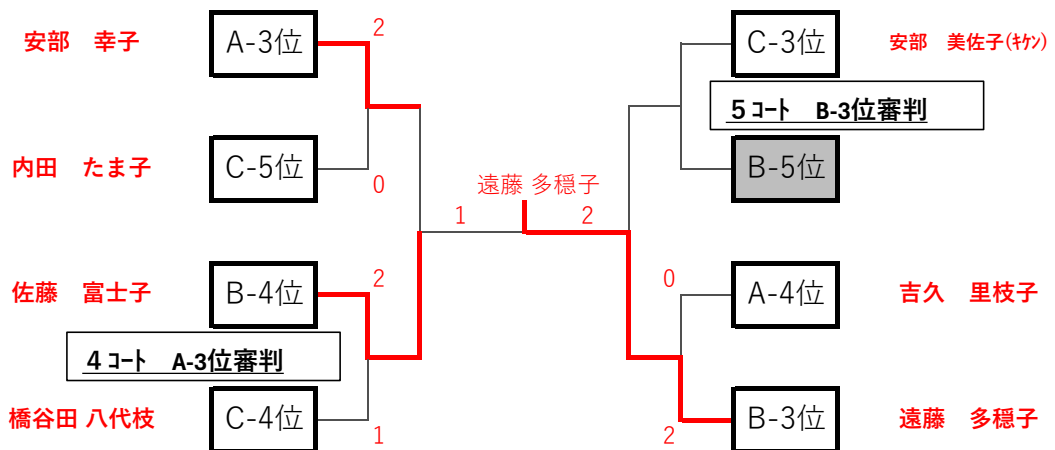 安部　幸子
A-3位
2
C-3位
安部　美佐子(ｷｹﾝ)
5ｺｰﾄ　B-3位審判
内田　たま子
C-5位
0
B-5位
遠藤 多穏子
1
2
佐藤　富士子
B-4位
2
0
A-4位
吉久　里枝子
4ｺｰﾄ　A-3位審判
橋谷田 八代枝
C-4位
1
2
B-3位
遠藤　多穏子